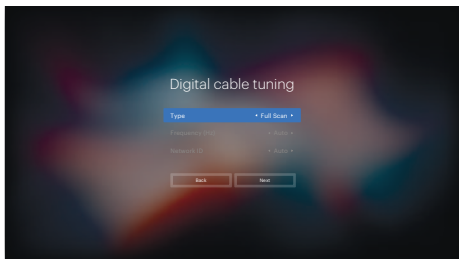 Digital cable tuning
Type • Full Scan •
Frequency (Hz) • Auto •
Network ID • Auto •
Back Next